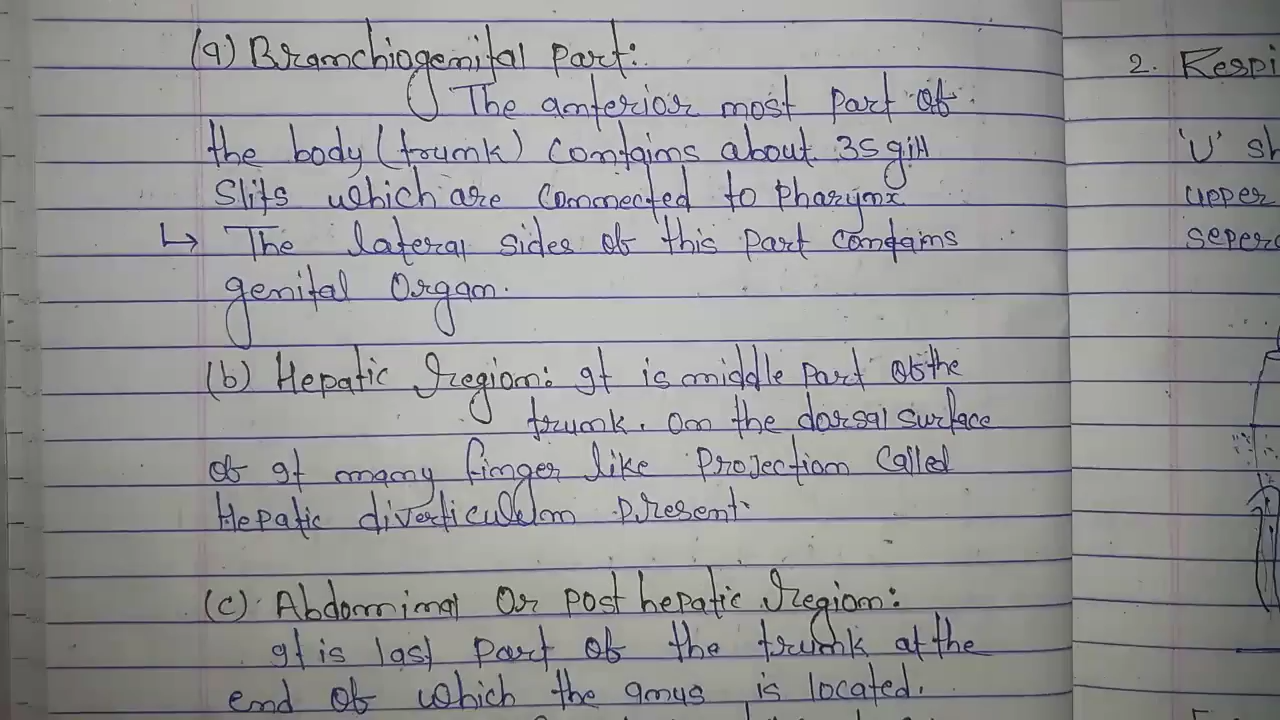 (a) Branchiogenital Part:
The anterior most part of
the body (trunk) contains about 35 gill
slits which are connected to pharynx
↳ The lateral sides of this part contains
genital organ.
(b) Hepatic region: It is middle part of the
trunk. on the dorsal surface
of it many finger like projection called
Hepatic diverticulum present.
(c) Abdominal or post hepatic region:
It is last part of the trunk at the
end of which the anus is located.
2. Respi
'U' sh
upper
sepera